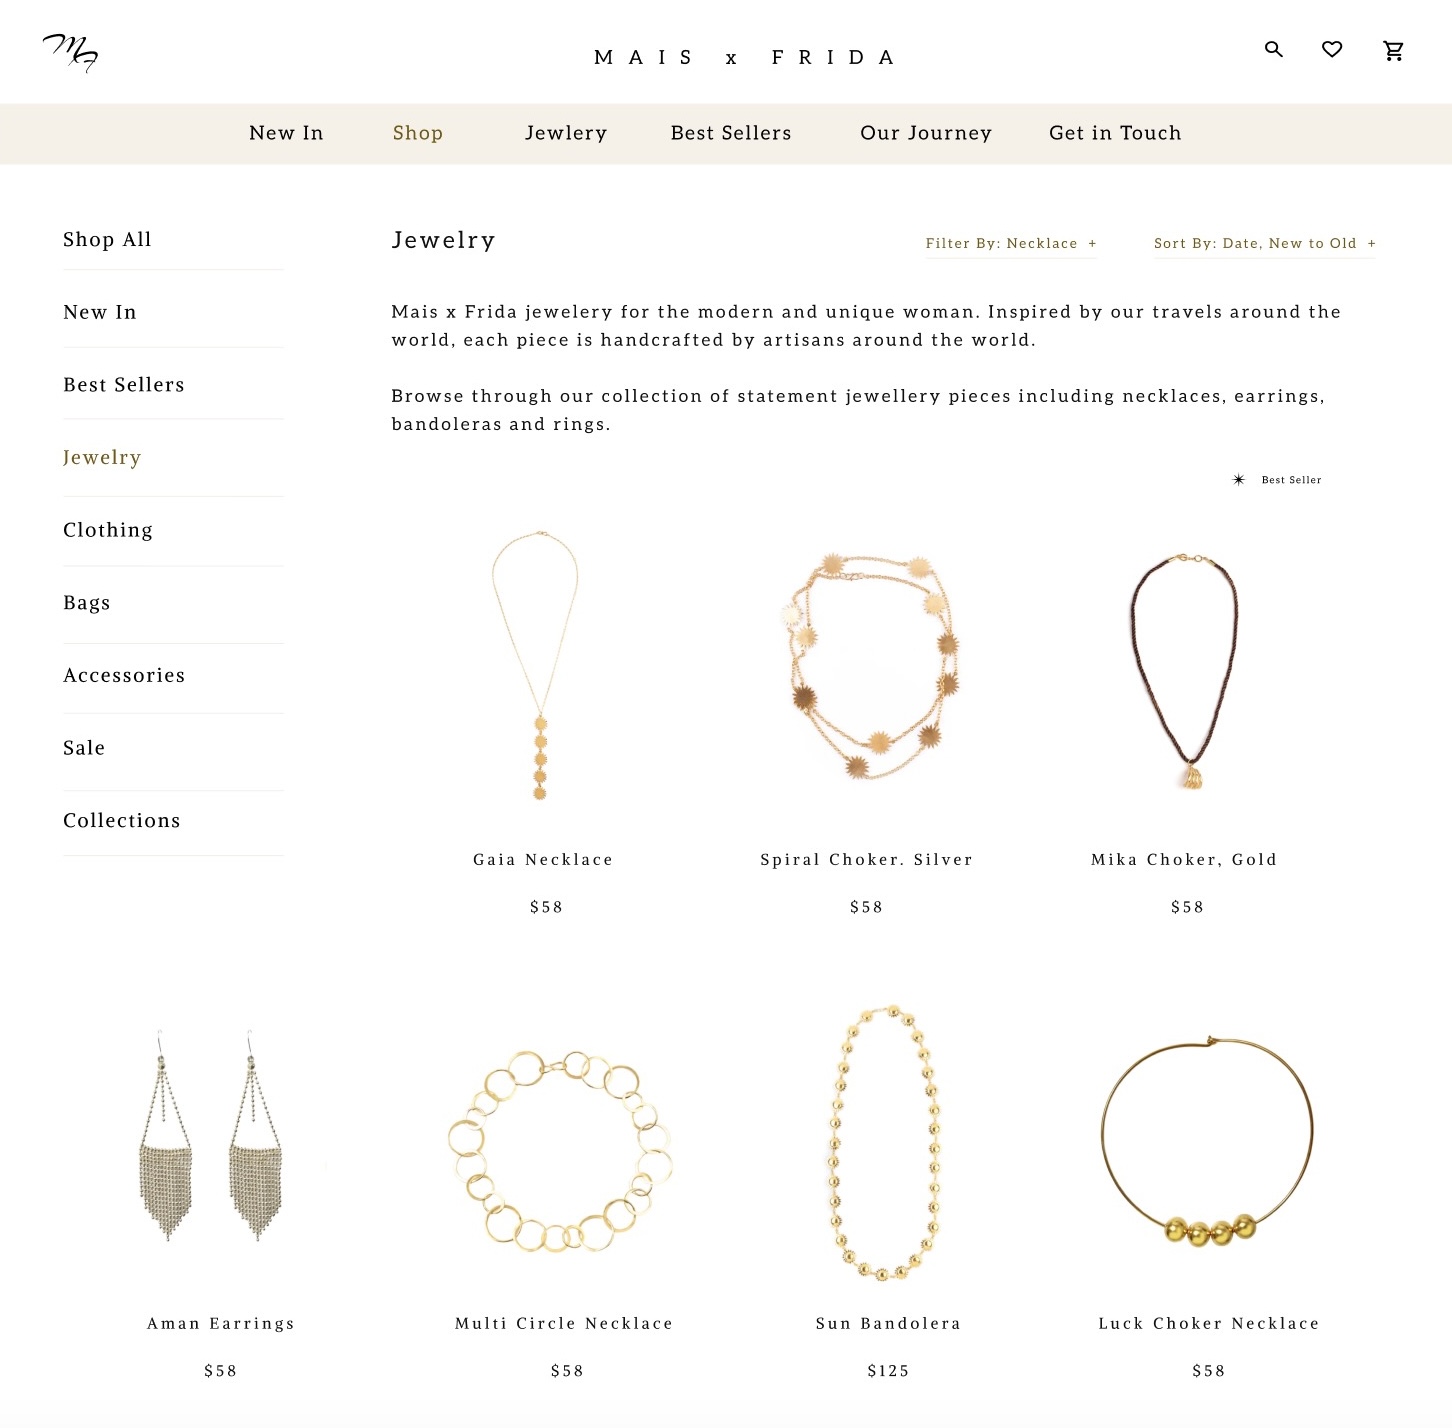 MAIS x FRIDA
New In Shop Jewlery Best Sellers Our Journey Get in Touch
Shop All
New In
Best Sellers
Jewelry
Clothing
Bags
Accessories
Sale
Collections
Jewelry
Filter By: Necklace +
Sort By: Date, New to Old +
Mais x Frida jewelery for the modern and unique woman. Inspired by our travels around the
world, each piece is handcrafted by artisans around the world.
Browse through our collection of statement jewellery pieces including necklaces, earrings,
bandoleras and rings.
Best Seller
Gaia Necklace
$58
Spiral Choker. Silver
$58
Mika Choker, Gold
$58
Aman Earrings
$58
Multi Circle Necklace
$58
Sun Bandolera
$125
Luck Choker Necklace
$58